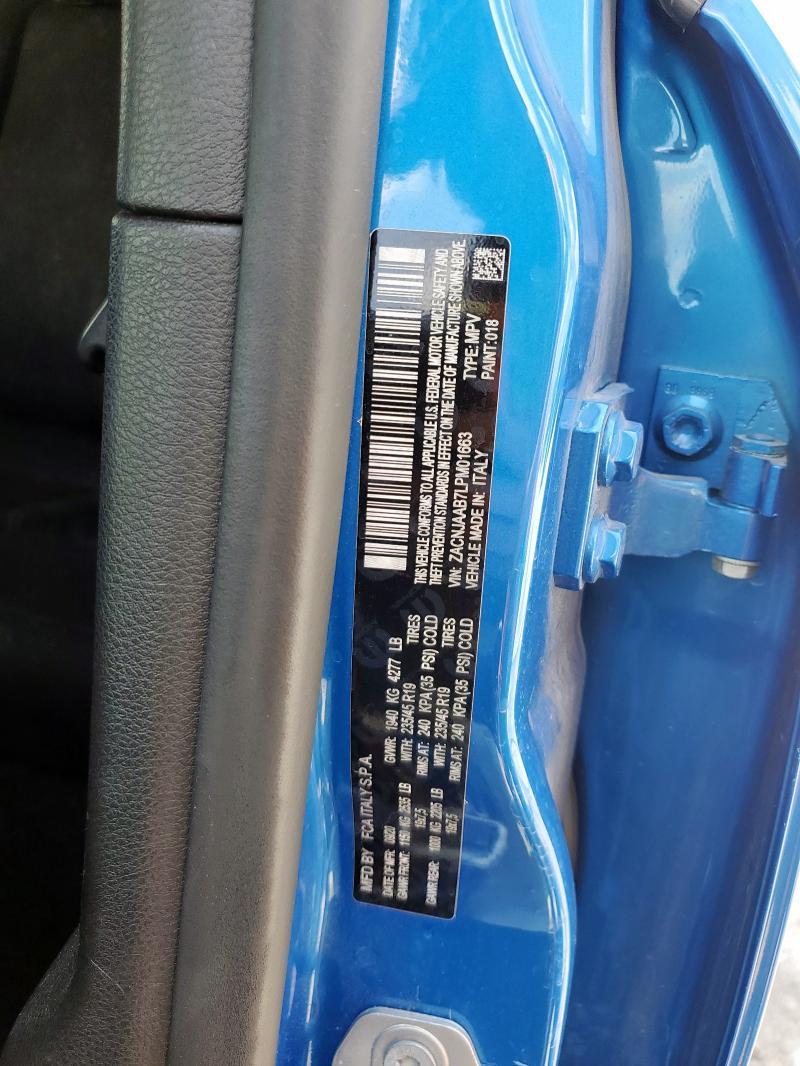 MFD BY FCA ITALY S.P.A.
DATE OF MFR: 09/20 GVWR: 1940 KG 4277 LB
GAWR FRONT: 1150 KG 2535 LB WITH: 235/45 R19 TIRES
19x7,5 RIMS AT: 240 KPA (35 PSI) COLD
GAWR REAR: 1000 KG 2205 LB WITH: 235/45 R19 TIRES
19x7,5 RIMS AT: 240 KPA (35 PSI) COLD
THIS VEHICLE CONFORMS TO ALL APPLICABLE U.S. FEDERAL MOTOR VEHICLE SAFETY AND
THEFT PREVENTION STANDARDS IN EFFECT ON THE DATE OF MANUFACTURE SHOWN ABOVE.
VIN: ZACNJAAB7LPM01663 TYPE: MPV
VEHICLE MADE IN: ITALY PAINT: 018